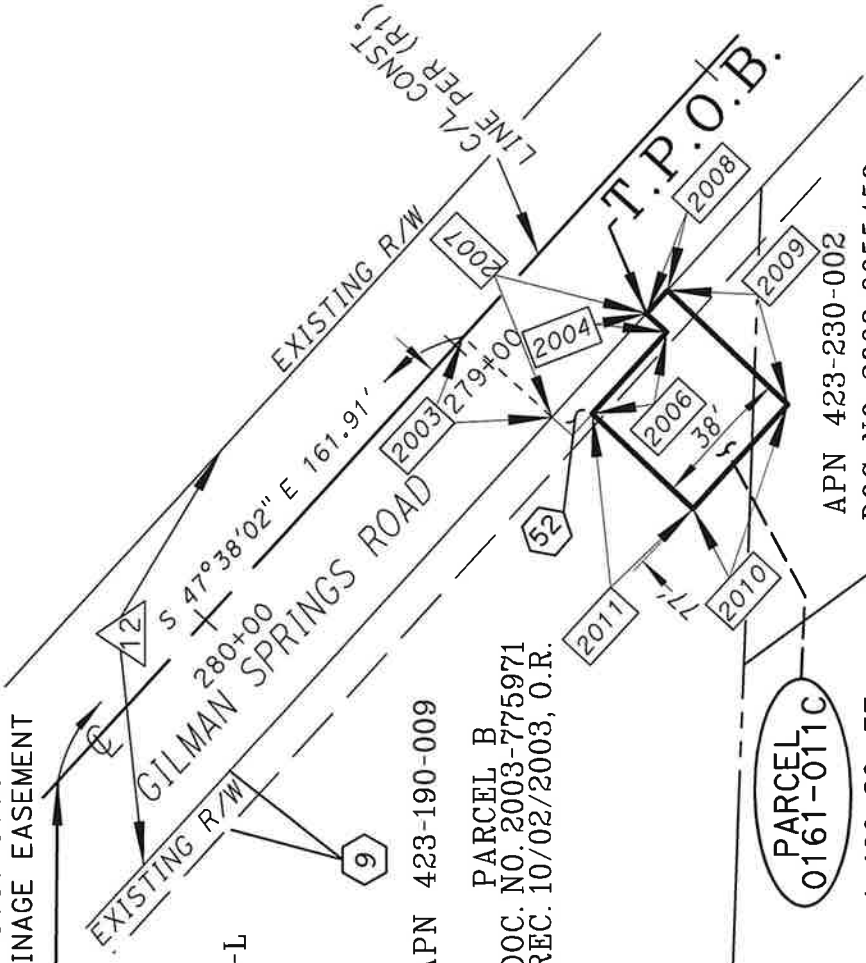 INAGE EASEMENT
C/L CONST.
LINE PER (R1)
EXISTING R/W
12
S 47°38'02" E 161.91'
280+00
GILMAN SPRINGS ROAD
EXISTING R/W
9
2007
2003
279+00
2004
T.P.O.B.
2008
2009
2006
38'
52
2011
77'
2010
-L
APN 423-190-009
PARCEL B
DOC. NO. 2003-775971
REC. 10/02/2003, O.R.
APN 423-230-002
PARCEL
0161-011C